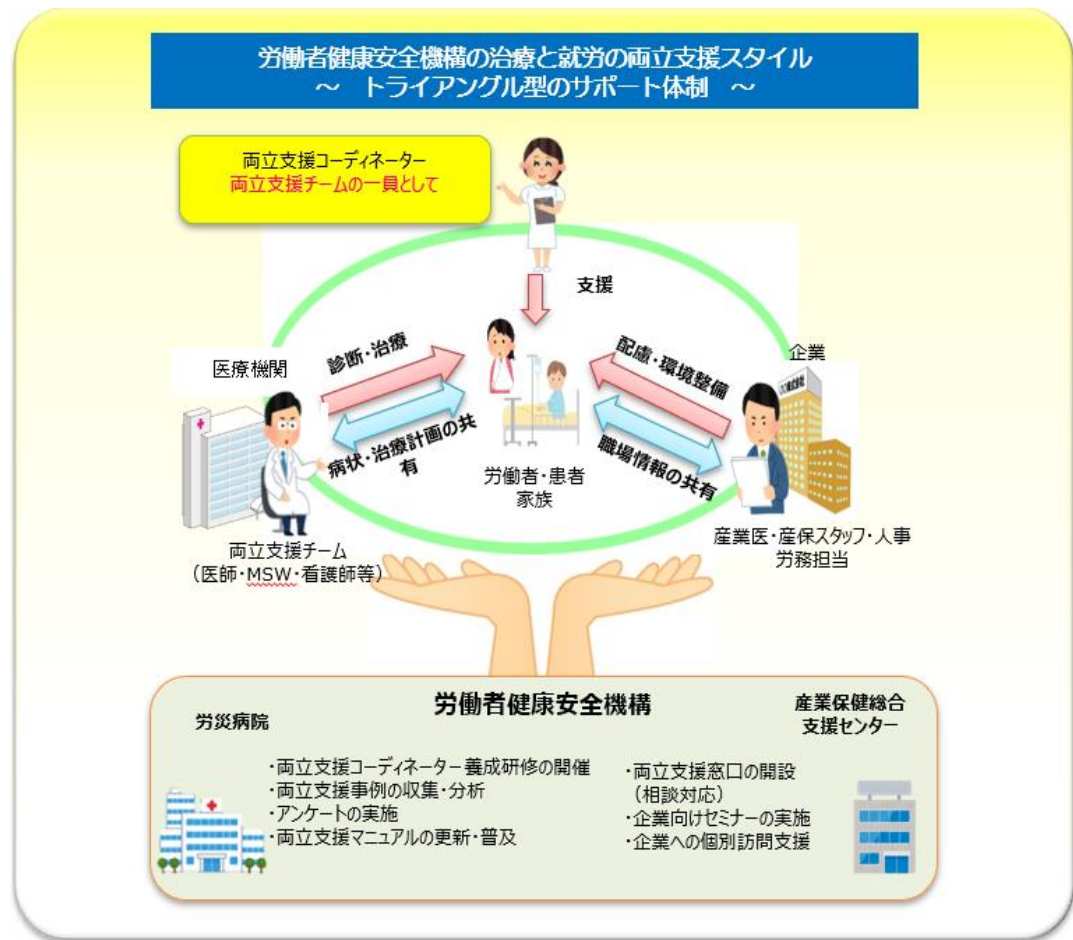 労働者健康安全機構の治療と就労の両立支援スタイル
~ トライアングル型のサポート体制 ~
両立支援コーディネーター
両立支援チームの一員として
支援
医療機関
診断・治療
病状・治療計画の共
有
労働者・患者
家族
配慮・環境整備
職場情報の共有
企業
両立支援チーム
(医師・MSW・看護師等)
産業医・産保スタッフ・人事
労務担当
労働者健康安全機構
労災病院
・両立支援コーディネーター養成研修の開催
・両立支援事例の収集・分析
・アンケートの実施
・両立支援マニュアルの更新・普及
産業保健総合
支援センター
・両立支援窓口の開設
(相談対応)
・企業向けセミナーの実施
・企業への個別訪問支援